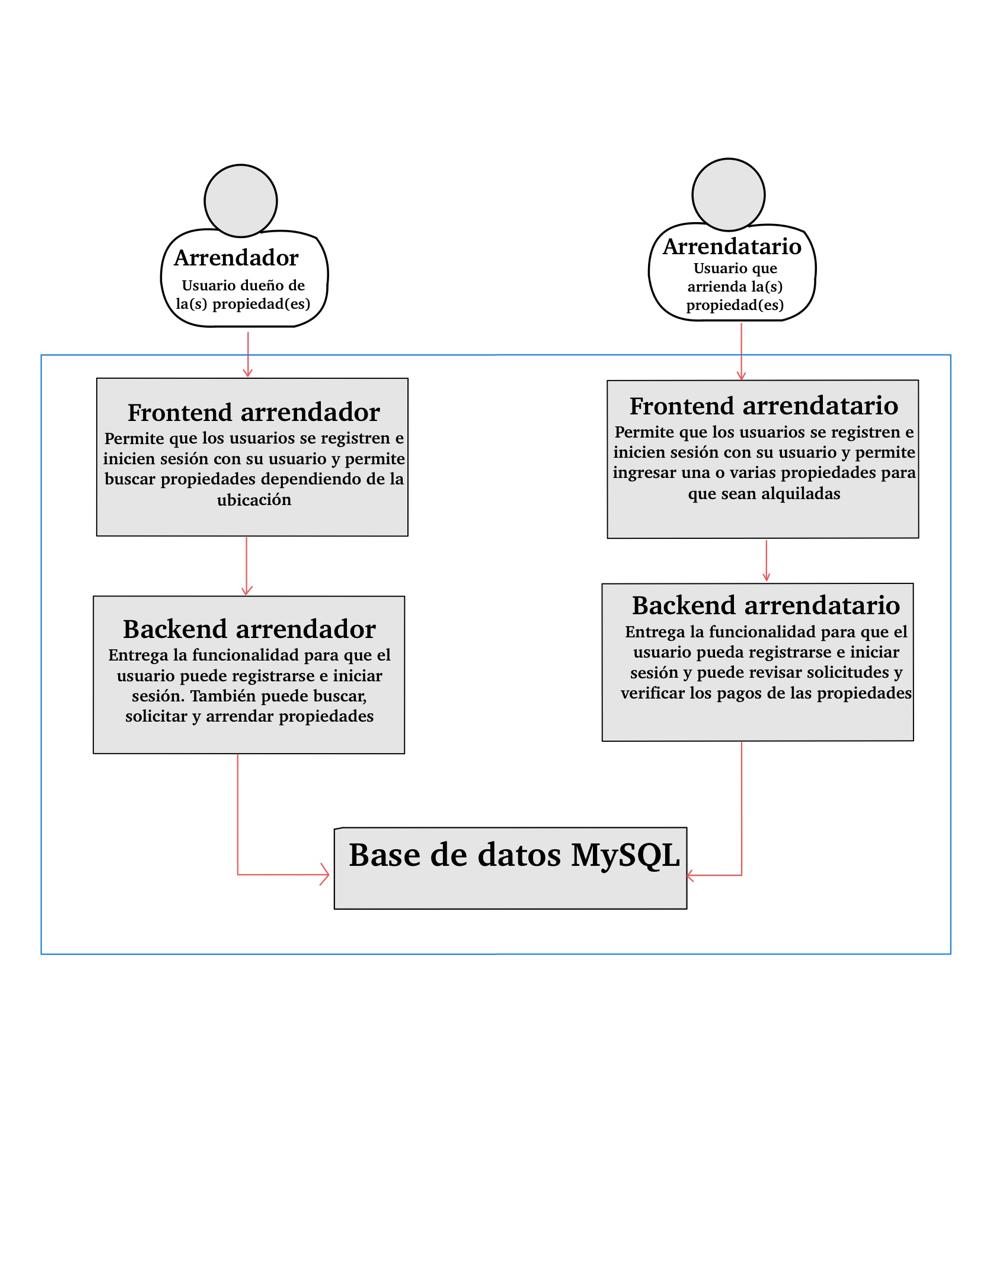 Arrendador
Usuario dueño de
la(s) propiedad(es)
Arrendatario
Usuario que
arrienda la(s)
propiedad(es)
Frontend arrendador
Permite que los usuarios se registren e
inicien sesión con su usuario y permite
buscar propiedades dependiendo de la
ubicación
Frontend arrendatario
Permite que los usuarios se registren e
inicien sesión con su usuario y permite
ingresar una o varias propiedades para
que sean alquiladas
Backend arrendador
Entrega la funcionalidad para que el
usuario puede registrarse e iniciar
sesión. También puede buscar,
solicitar y arrendar propiedades
Backend arrendatario
Entrega la funcionalidad para que el
usuario pueda registrarse e iniciar
sesión y puede revisar solicitudes y
verificar los pagos de las propiedades
Base de datos MySQL